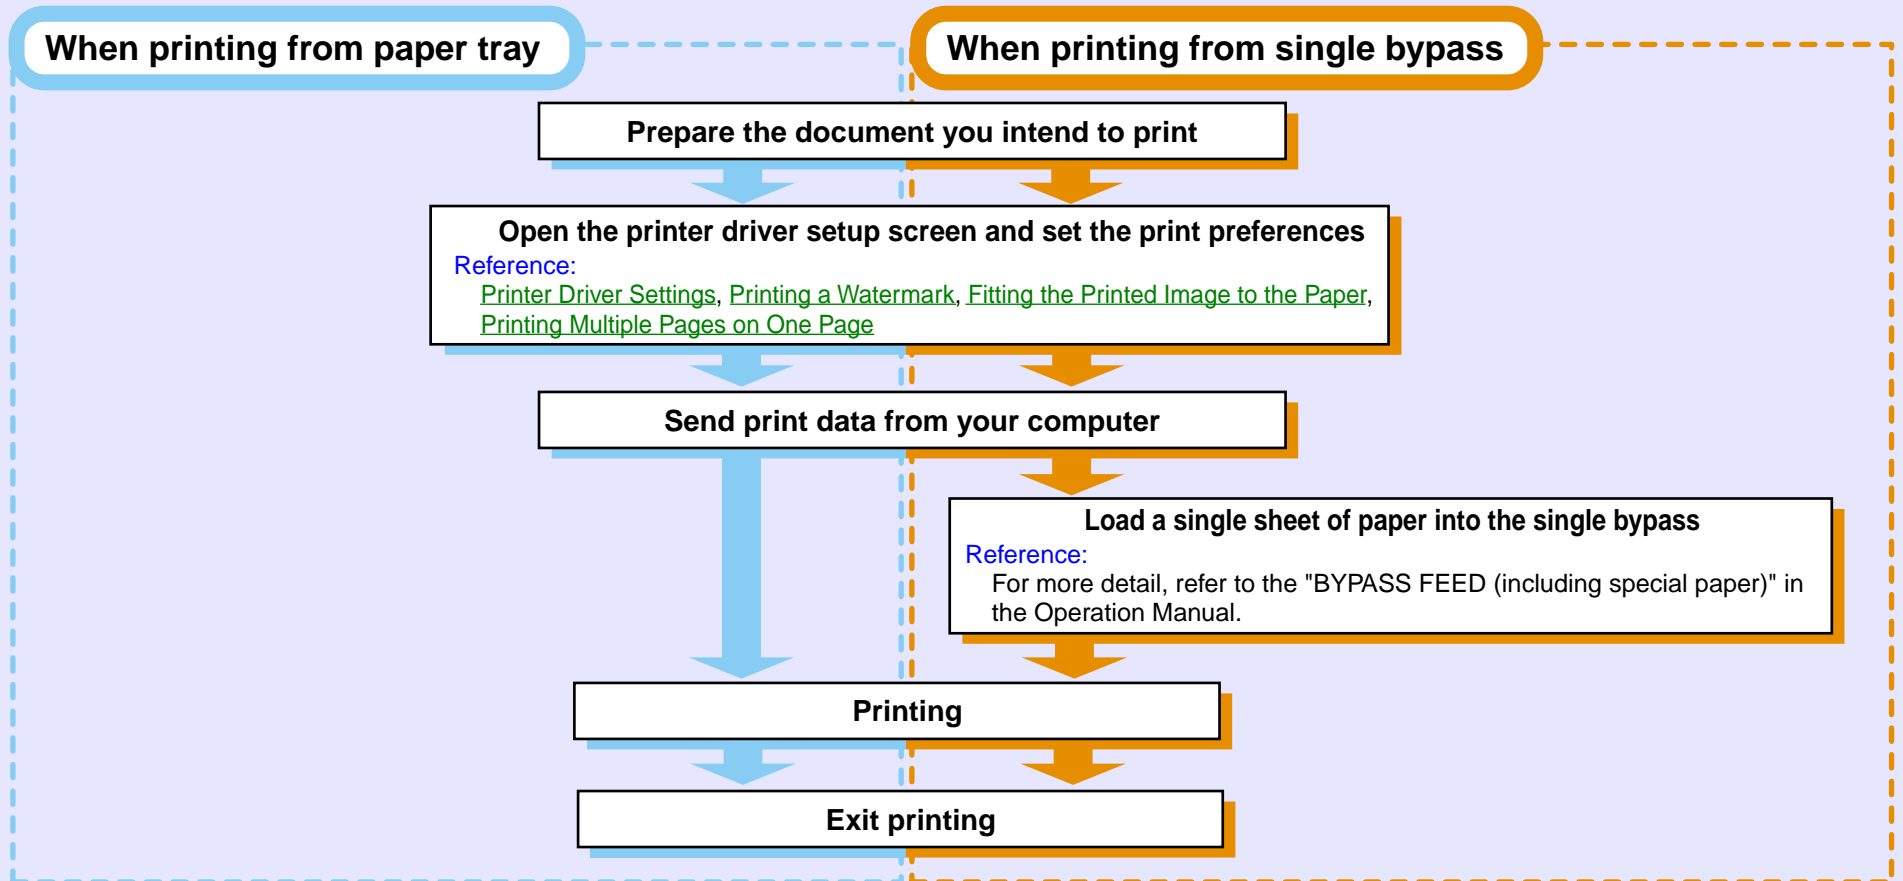 When printing from paper tray
When printing from single bypass
Prepare the document you intend to print
Open the printer driver setup screen and set the print preferences
Reference:
Printer Driver Settings, Printing a Watermark, Fitting the Printed Image to the Paper,
Printing Multiple Pages on One Page
Send print data from your computer
Load a single sheet of paper into the single bypass
Reference:
For more detail, refer to the "BYPASS FEED (including special paper)" in
the Operation Manual.
Printing
Exit printing